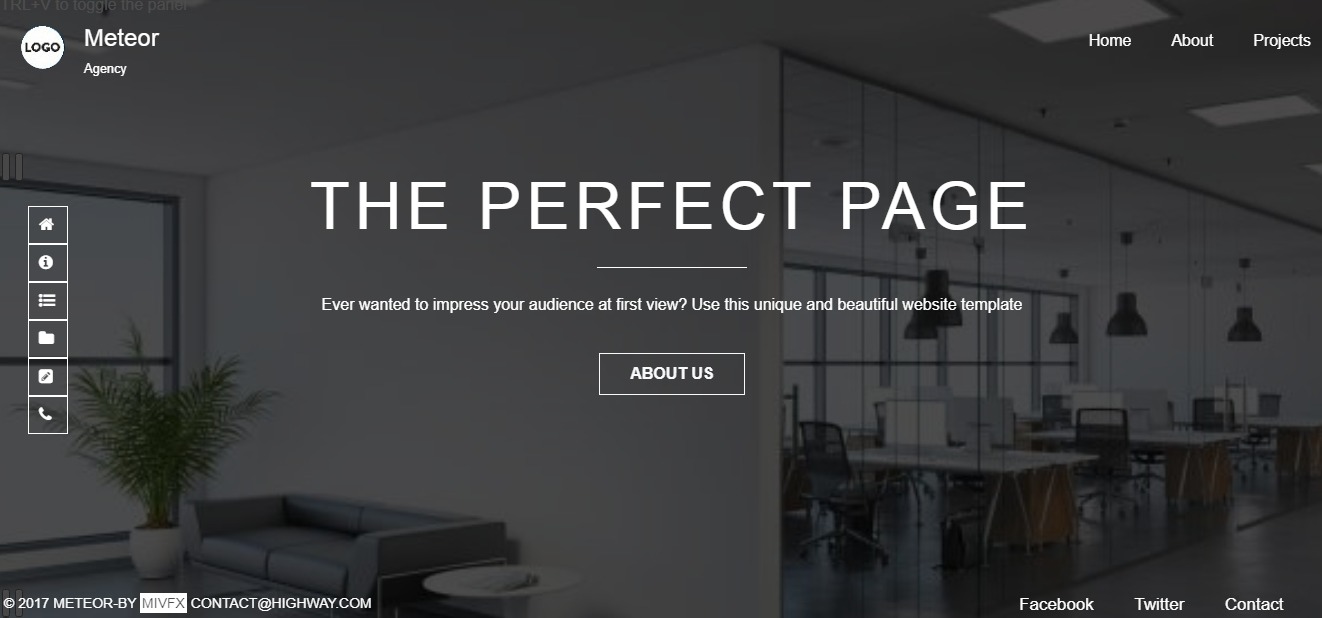 TRL+V to toggle the panel
LOGO
Meteor
Agency
Home About Projects
THE PERFECT PAGE
Ever wanted to impress your audience at first view? Use this unique and beautiful website template
ABOUT US
© 2017 METEOR-BY MIVFX CONTACT@HIGHWAY.COM
Facebook Twitter Contact